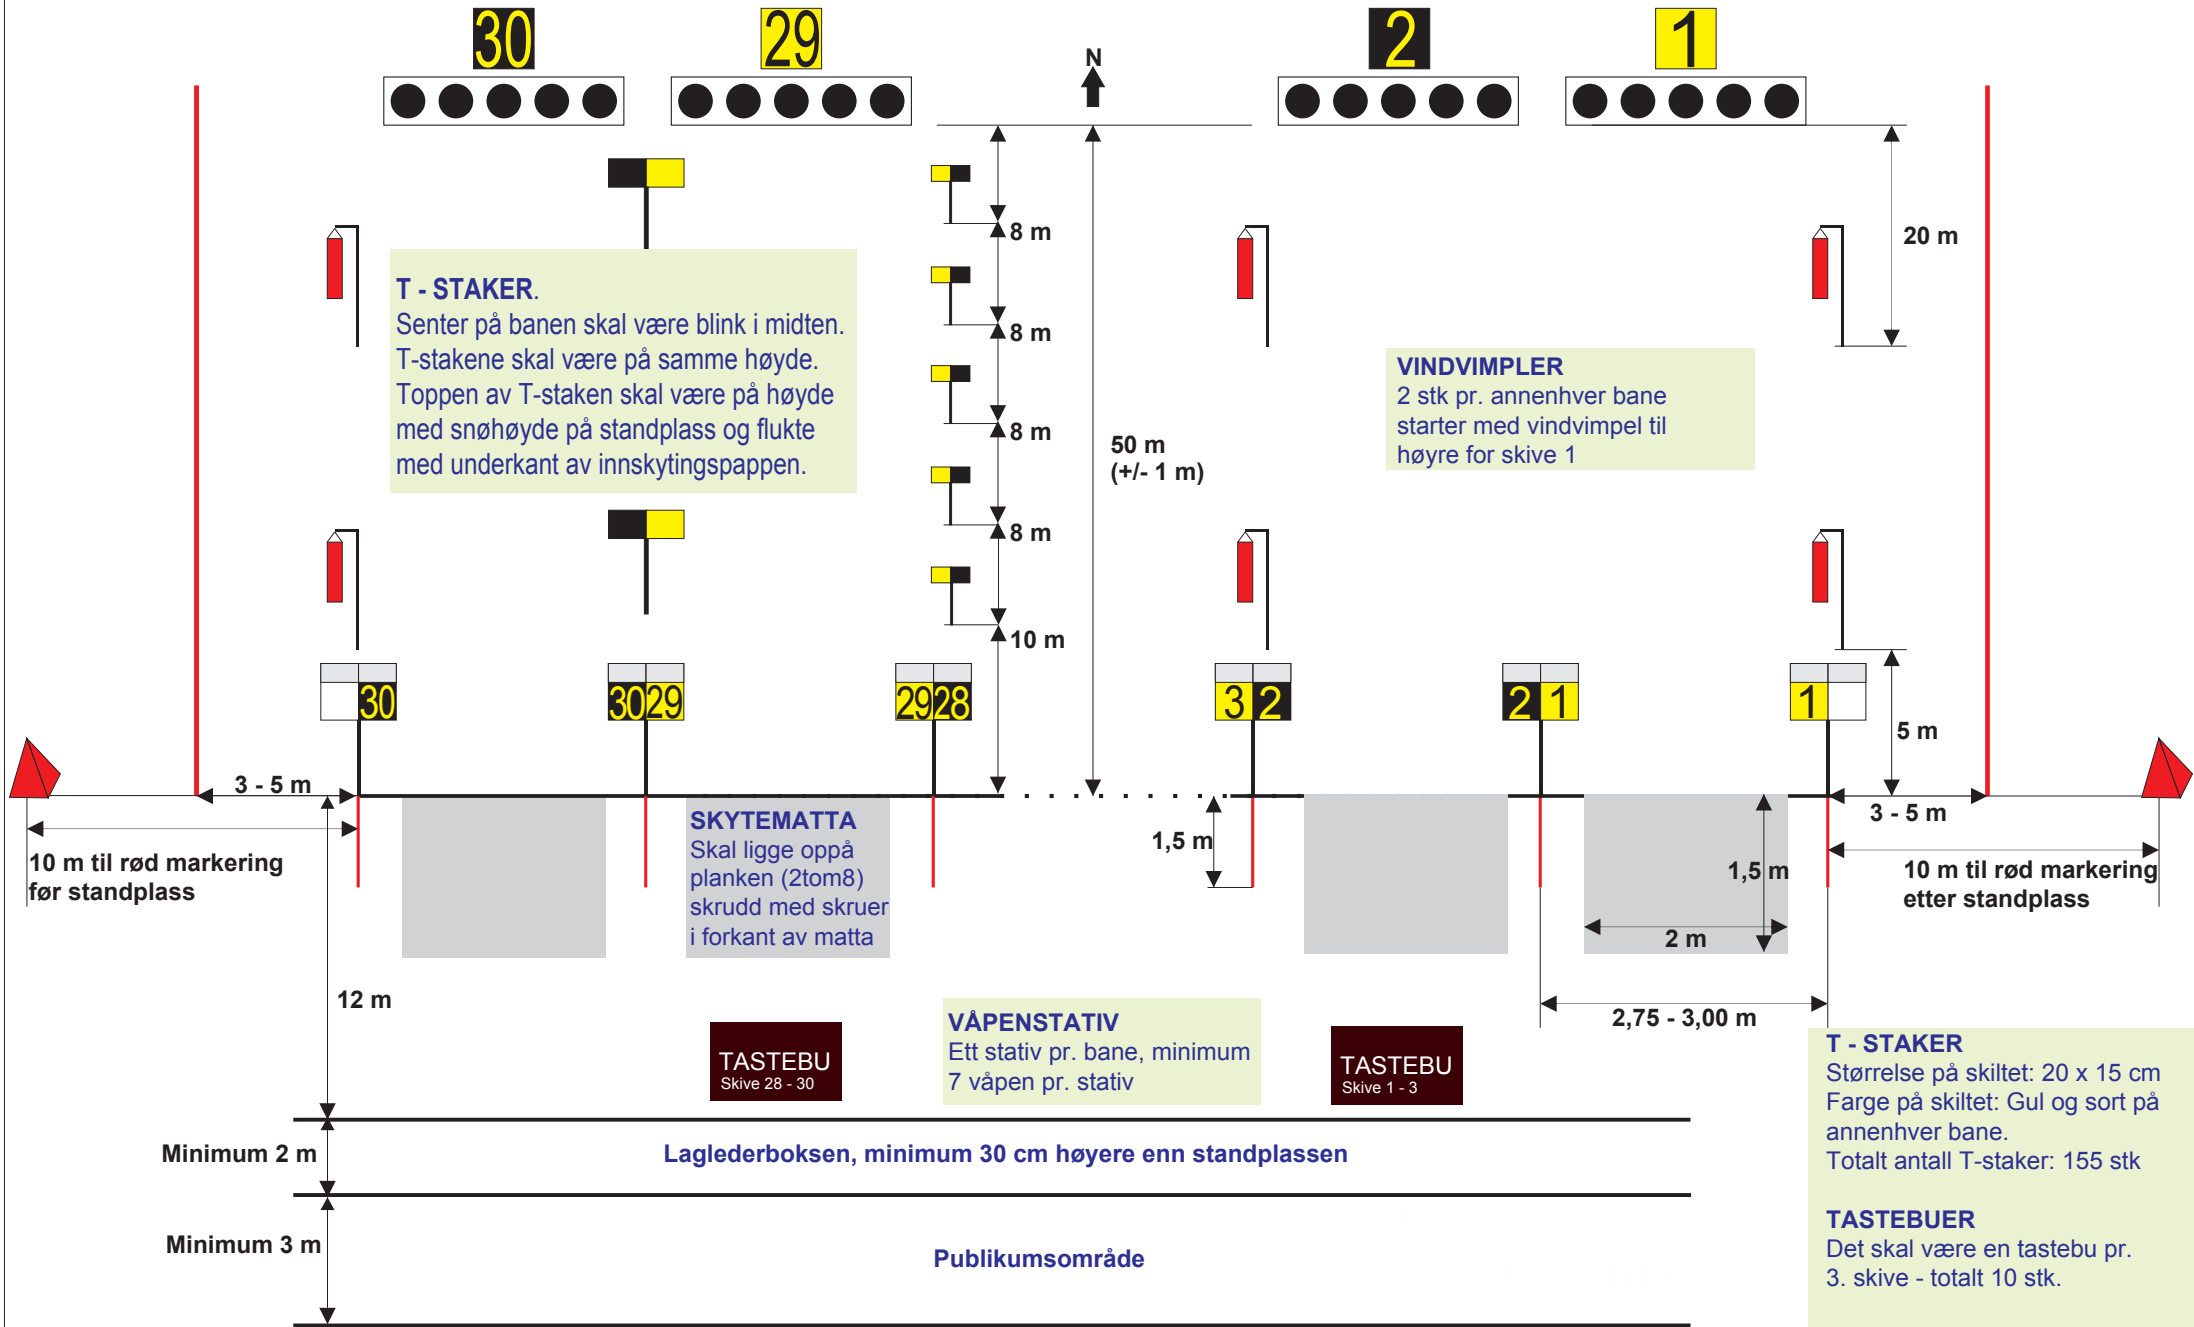 30
29
2
1
N
8 m
8 m
8 m
8 m
10 m
50 m
(+/- 1 m)
20 m
T - STAKER.
Senter på banen skal være blink i midten.
T-stakene skal være på samme høyde.
Toppen av T-staken skal være på høyde
med snøhøyde på standplass og flukte
med underkant av innskytingspappen.
VINDVIMPLER
2 stk pr. annenhver bane
starter med vindvimpel til
høyre for skive 1
30
30 29
29 28
3 2
2 1
1
5 m
3 - 5 m
3 - 5 m
10 m til rød markering
før standplass
SKYTEMATTA
Skal ligge oppå
planken (2tom8)
skrudd med skruer
i forkant av matta
1,5 m
1,5 m
2 m
10 m til rød markering
etter standplass
12 m
2,75 - 3,00 m
TASTEBU
Skive 28 - 30
VÅPENSTATIV
Ett stativ pr. bane, minimum
7 våpen pr. stativ
TASTEBU
Skive 1 - 3
T - STAKER
Størrelse på skiltet: 20 x 15 cm
Farge på skiltet: Gul og sort på
annenhver bane.
Totalt antall T-staker: 155 stk
TASTEBUER
Det skal være en tastebu pr.
3. skive - totalt 10 stk.
Minimum 2 m
Laglederboksen, minimum 30 cm høyere enn standplassen
Minimum 3 m
Publikumsområde